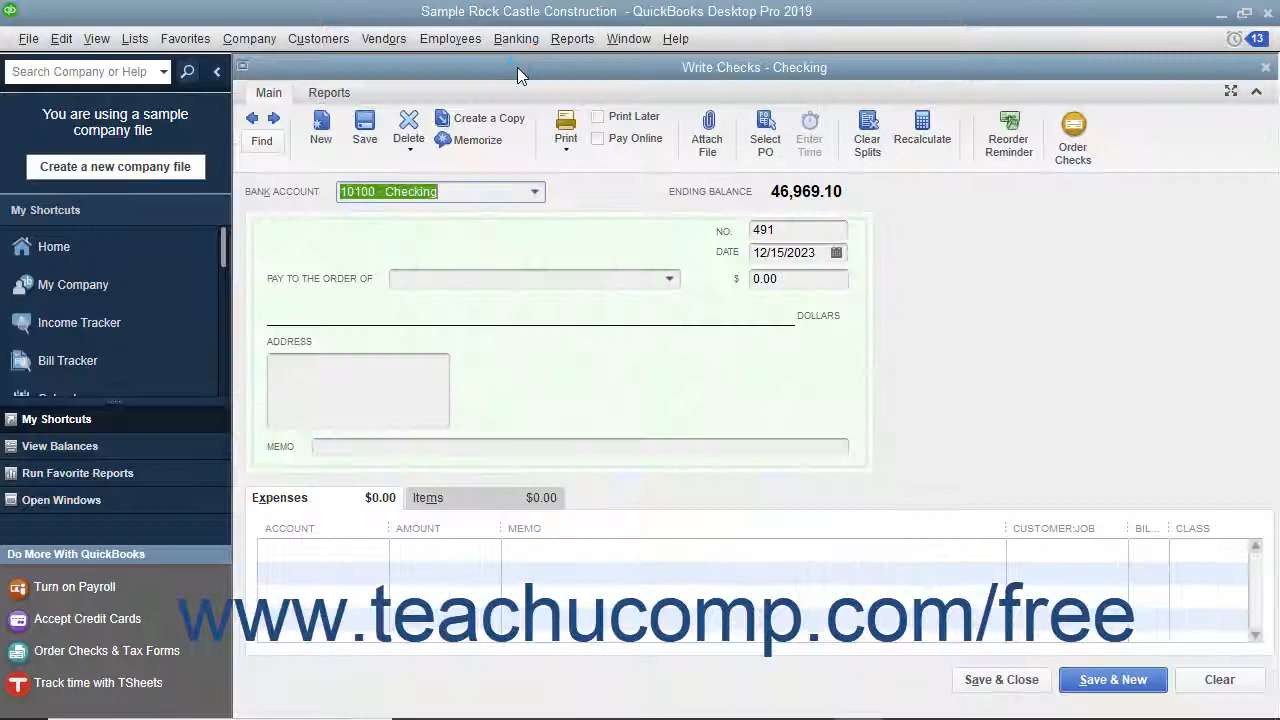 Sample Rock Castle Construction - QuickBooks Desktop Pro 2019
File Edit View Lists Favorites Company Customers Vendors Employees Banking Reports Window Help
13
Search Company or Help
Write Checks - Checking
Main Reports
You are using a sample
company file
Create a new company file
Find
New
Save
Delete
Create a Copy
Memorize
Print
Print Later
Pay Online
Attach
File
Select
PO
Enter
Time
Clear
Splits
Recalculate
Reorder
Reminder
Order
Checks
BANK ACCOUNT 10100 · Checking ENDING BALANCE 46,969.10
My Shortcuts
Home
My Company
Income Tracker
Bill Tracker
NO. 491
DATE 12/15/2023
PAY TO THE ORDER OF $ 0.00
DOLLARS
ADDRESS
MEMO
My Shortcuts
View Balances
Run Favorite Reports
Open Windows
Expenses $0.00 Items $0.00
ACCOUNT AMOUNT MEMO CUSTOMER:JOB BIL... CLASS
Do More With QuickBooks
Turn on Payroll
Accept Credit Cards
Order Checks & Tax Forms
Track time with TSheets
www.teachucomp.com/free
Save & Close Save & New Clear